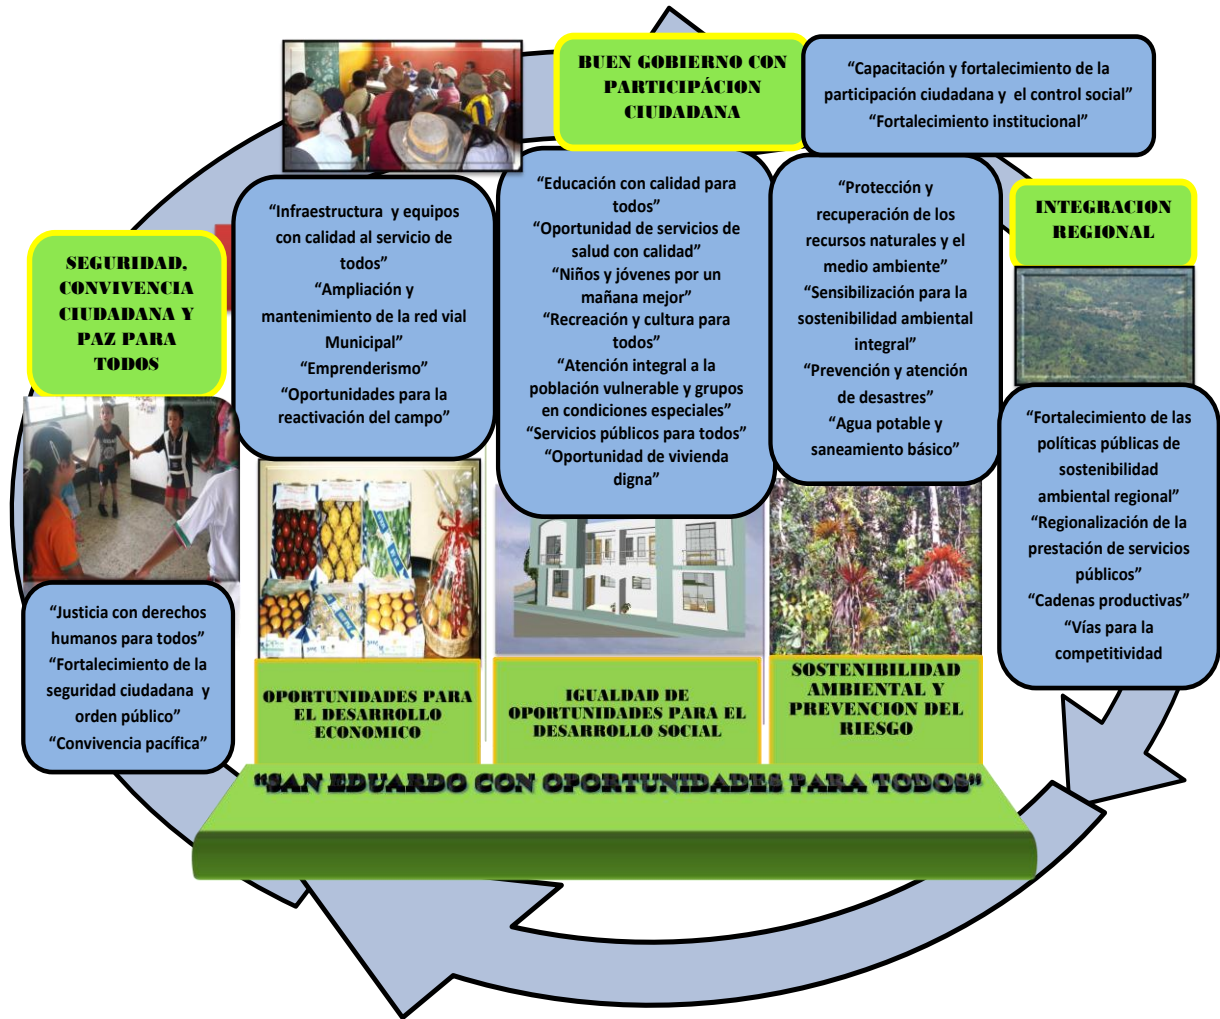 BUEN GOBIERNO CON
PARTICIPÁCION
CIUDADANA
“Capacitación y fortalecimiento de la
participación ciudadana y el control social”
“Fortalecimiento institucional”
SEGURIDAD,
CONVIVENCIA
CIUDADANA Y
PAZ PARA
TODOS
“Infraestructura y equipos
con calidad al servicio de
todos”
“Ampliación y
mantenimiento de la red vial
Municipal”
“Emprenderismo”
“Oportunidades para la
reactivación del campo”
“Educación con calidad para
todos”
“Oportunidad de servicios de
salud con calidad”
“Niños y jóvenes por un
mañana mejor”
“Recreación y cultura para
todos”
“Atención integral a la
población vulnerable y grupos
en condiciones especiales”
“Servicios públicos para todos”
“Oportunidad de vivienda
digna”
“Protección y
recuperación de los
recursos naturales y el
medio ambiente”
“Sensibilización para la
sostenibilidad ambiental
integral”
“Prevención y atención
de desastres”
“Agua potable y
saneamiento básico”
INTEGRACION
REGIONAL
“Fortalecimiento de las
políticas públicas de
sostenibilidad
ambiental regional”
“Regionalización de la
prestación de servicios
públicos”
“Cadenas productivas”
“Vías para la
competitividad
“Justicia con derechos
humanos para todos”
“Fortalecimiento de la
seguridad ciudadana y
orden público”
“Convivencia pacífica”
OPORTUNIDADES PARA
EL DESARROLLO
ECONOMICO
IGUALDAD DE
OPORTUNIDADES PARA EL
DESARROLLO SOCIAL
SOSTENIBILIDAD
AMBIENTAL Y
PREVENCION DEL
RIESGO
“SAN EDUARDO CON OPORTUNIDADES PARA TODOS”